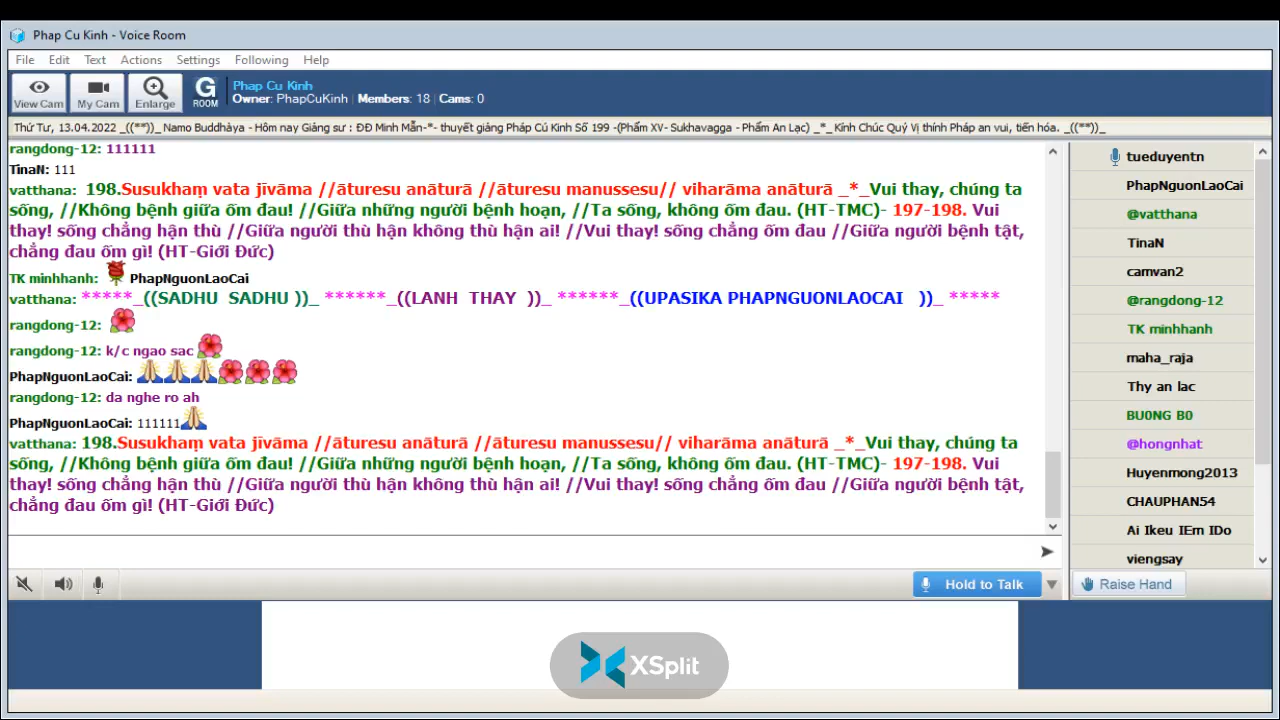 Phap Cu Kinh - Voice Room
File Edit Text Actions Settings Following Help
View Cam
My Cam
Enlarge
G ROOM
Phap Cu Kinh
Owner: PhapCuKinh | Members: 18 | Cams: 0
Thứ Tư, 13.04.2022 _((**))_ Namo Buddhàya - Hôm nay Giảng sư : ĐĐ Minh Mẫn-*- thuyết giảng Pháp Cú Kinh Số 199 -(Phẩm XV- Sukhavagga - Phẩm An Lạc) _*_ Kính Chúc Quý Vị thính Pháp an vui, tiến hóa. _((**))_
rangdong-12: 111111
TinaN: 111
vatthana: 198.Susukhaṃ vata jīvāma //āturesu anāturā //āturesu manussesu// viharāma anāturā _*_Vui thay, chúng ta
sống, //Không bệnh giữa ốm đau! //Giữa những người bệnh hoạn, //Ta sống, không ốm đau. (HT-TMC)- 197-198. Vui
thay! sống chẳng hận thù //Giữa người thù hận không thù hận ai! //Vui thay! sống chẳng ốm đau //Giữa người bệnh tật,
chẳng đau ốm gì! (HT-Giới Đức)
TK minhhanh: PhapNguonLaoCai
vatthana: *****_((SADHU SADHU ))_ ******_((LANH THAY ))_ ******_((UPASIKA PHAPNGUONLAOCAI ))_ *****
rangdong-12:
rangdong-12: k/c ngao sac
PhapNguonLaoCai:
rangdong-12: da nghe ro ah
PhapNguonLaoCai: 111111
vatthana: 198.Susukhaṃ vata jīvāma //āturesu anāturā //āturesu manussesu// viharāma anāturā _*_Vui thay, chúng ta
sống, //Không bệnh giữa ốm đau! //Giữa những người bệnh hoạn, //Ta sống, không ốm đau. (HT-TMC)- 197-198. Vui
thay! sống chẳng hận thù //Giữa người thù hận không thù hận ai! //Vui thay! sống chẳng ốm đau //Giữa người bệnh tật,
chẳng đau ốm gì! (HT-Giới Đức)
tueduyentn
PhapNguonLaoCai
@vatthana
TinaN
camvan2
@rangdong-12
TK minhhanh
maha_raja
Thy an lac
BU0NG B0
@hongnhat
Huyenmong2013
CHAUPHAN54
Ai Ikeu IEm IDo
viengsay
Hold to Talk
Raise Hand
XSplit